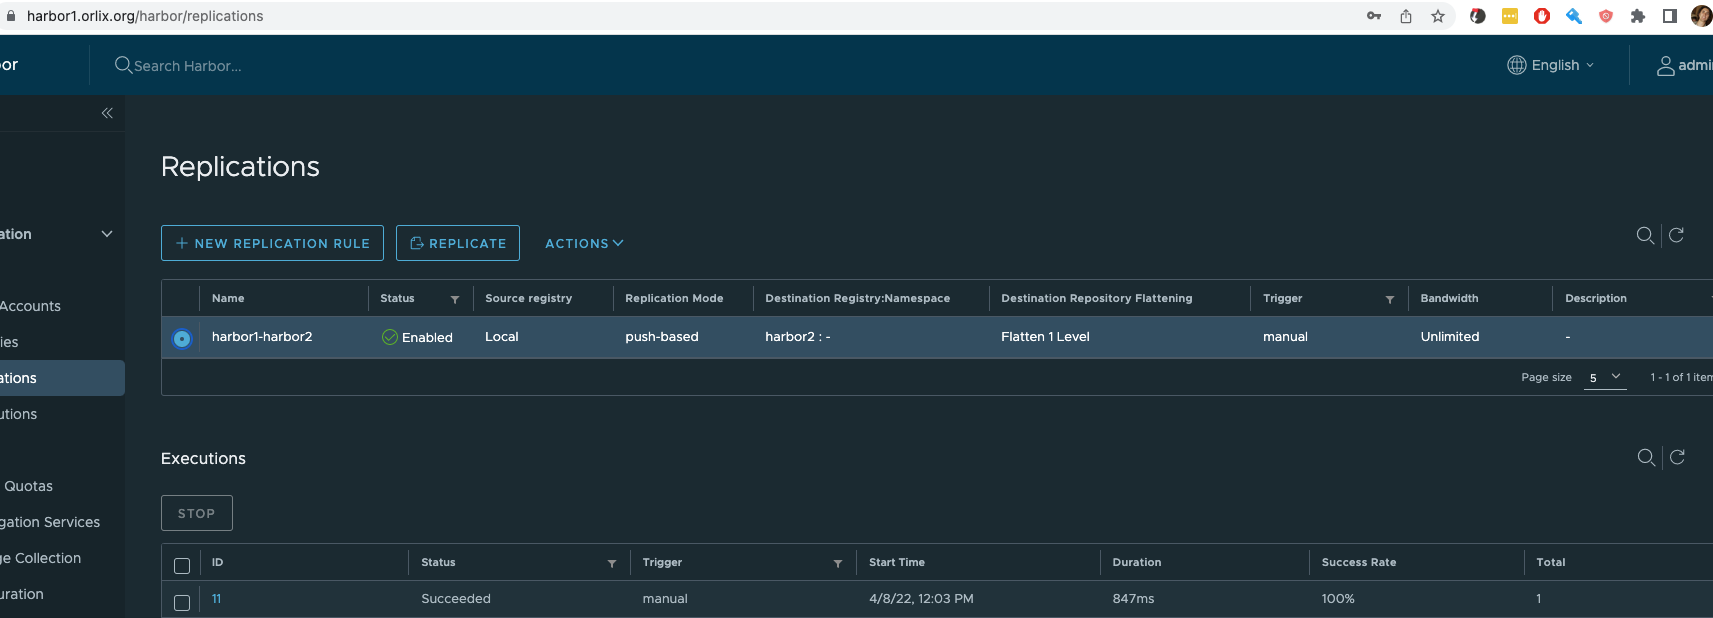 harbor1.orlix.org/harbor/replications
or
Search Harbor...
English
admi
Replications
ation
NEW REPLICATION RULE
REPLICATE
ACTIONS
Name
Status
Source registry
Replication Mode
Destination Registry:Namespace
Destination Repository Flattening
Trigger
Bandwidth
Description
Accounts
harbor1-harbor2
Enabled
Local
push-based
harbor2 : -
Flatten 1 Level
manual
Unlimited
-
ies
ations
Page size
5
1 - 1 of 1 item
utions
Executions
Quotas
STOP
gation Services
ge Collection
ID
Status
Trigger
Start Time
Duration
Success Rate
Total
uration
11
Succeeded
manual
4/8/22, 12:03 PM
847ms
100%
1